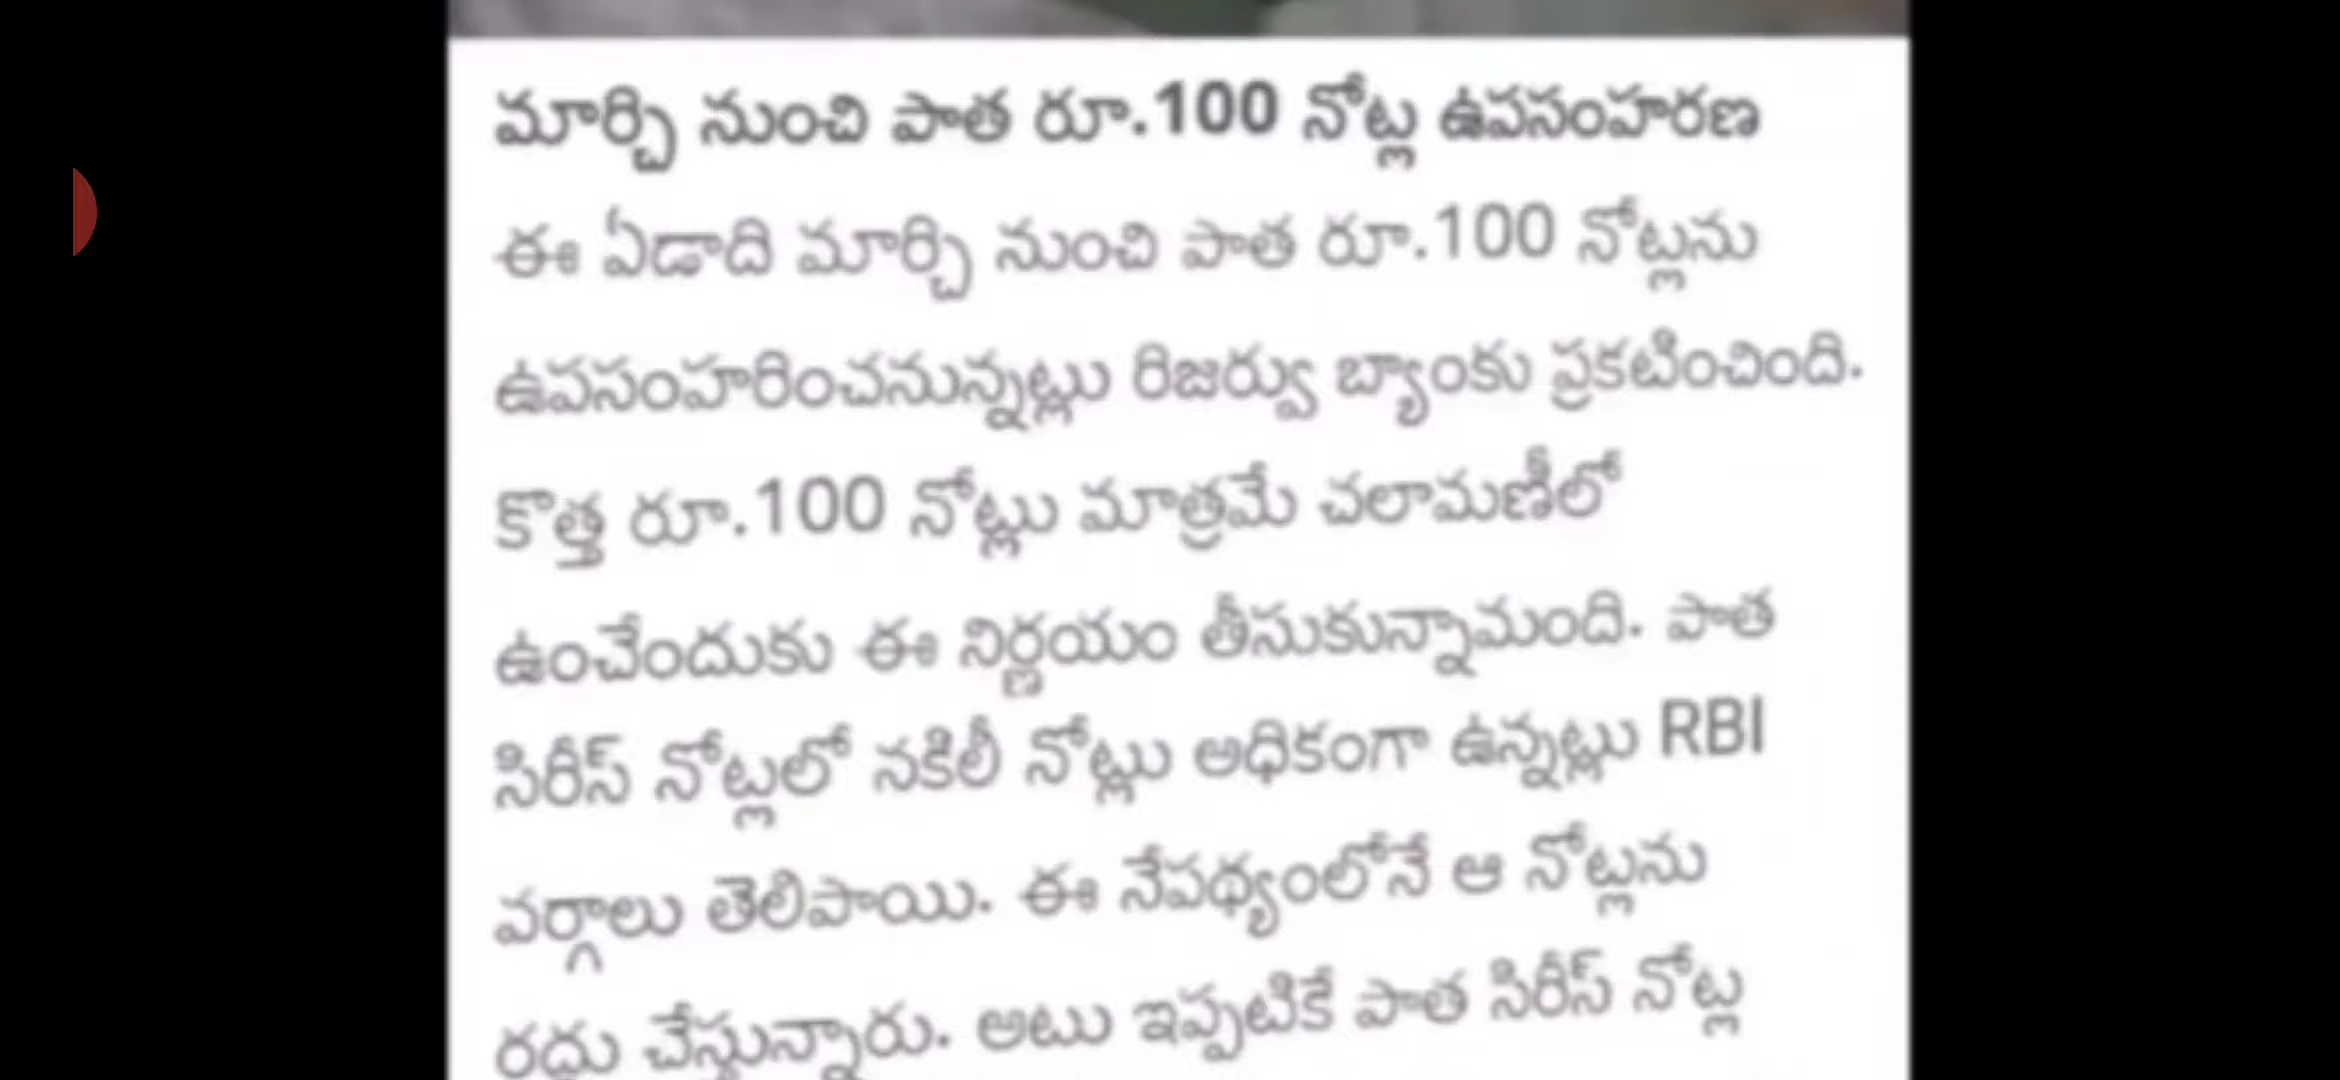 మార్చి నుంచి పాత రూ.100 నోట్ల ఉపసంహరణ
ఈ ఏడాది మార్చి నుంచి పాత రూ.100 నోట్లను
ఉపసంహరించనున్నట్లు రిజర్వు బ్యాంకు ప్రకటించింది.
కొత్త రూ.100 నోట్లు మాత్రమే చలామణీలో
ఉంచేందుకు ఈ నిర్ణయం తీసుకున్నామంది. పాత
సిరీస్ నోట్లలో నకిలీ నోట్లు అధికంగా ఉన్నట్లు RBI
వర్గాలు తెలిపాయి. ఈ నేపథ్యంలోనే ఆ నోట్లను
రద్దు చేస్తున్నారు. అటు ఇప్పటికే పాత సిరీస్ నోట్ల